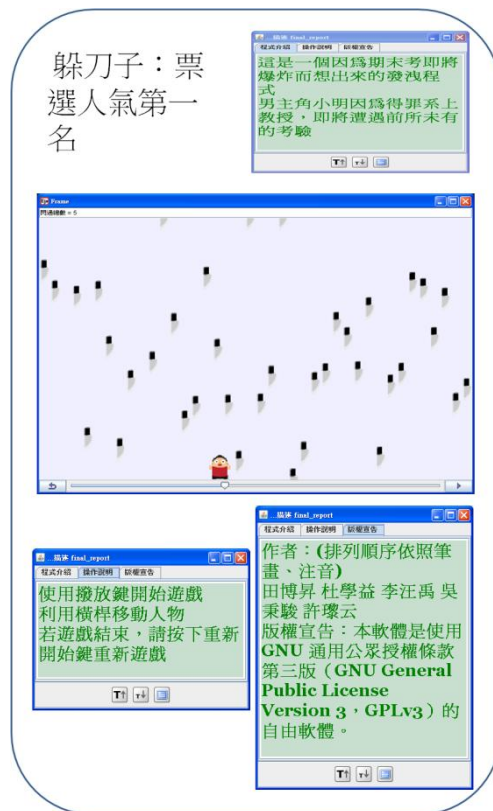 躲刀子：票
選人氣第一
名
...描述 final_report
程式介紹 操作說明 版權宣告
這是一個因為期末考即將
爆炸而想出來的發洩程
式
男主角小明因為得罪系上
教授，即將遭遇前所未有
的考驗
T↑ T↓
Frame
閃過總數 = 5
...描述 final_report
程式介紹 操作說明 版權宣告
使用撥放鍵開始遊戲
利用橫桿移動人物
若遊戲結束，請按下重新
開始鍵重新遊戲
T↑ T↓
...描述 final_report
程式介紹 操作說明 版權宣告
作者：(排列順序依照筆
畫、注音)
田博昇 杜學益 李汪禹 吳
秉駿 許瓈云
版權宣告：本軟體是使用
GNU 通用公眾授權條款
第三版（GNU General
Public License
Version 3，GPLv3）的
自由軟體。
T↑ T↓